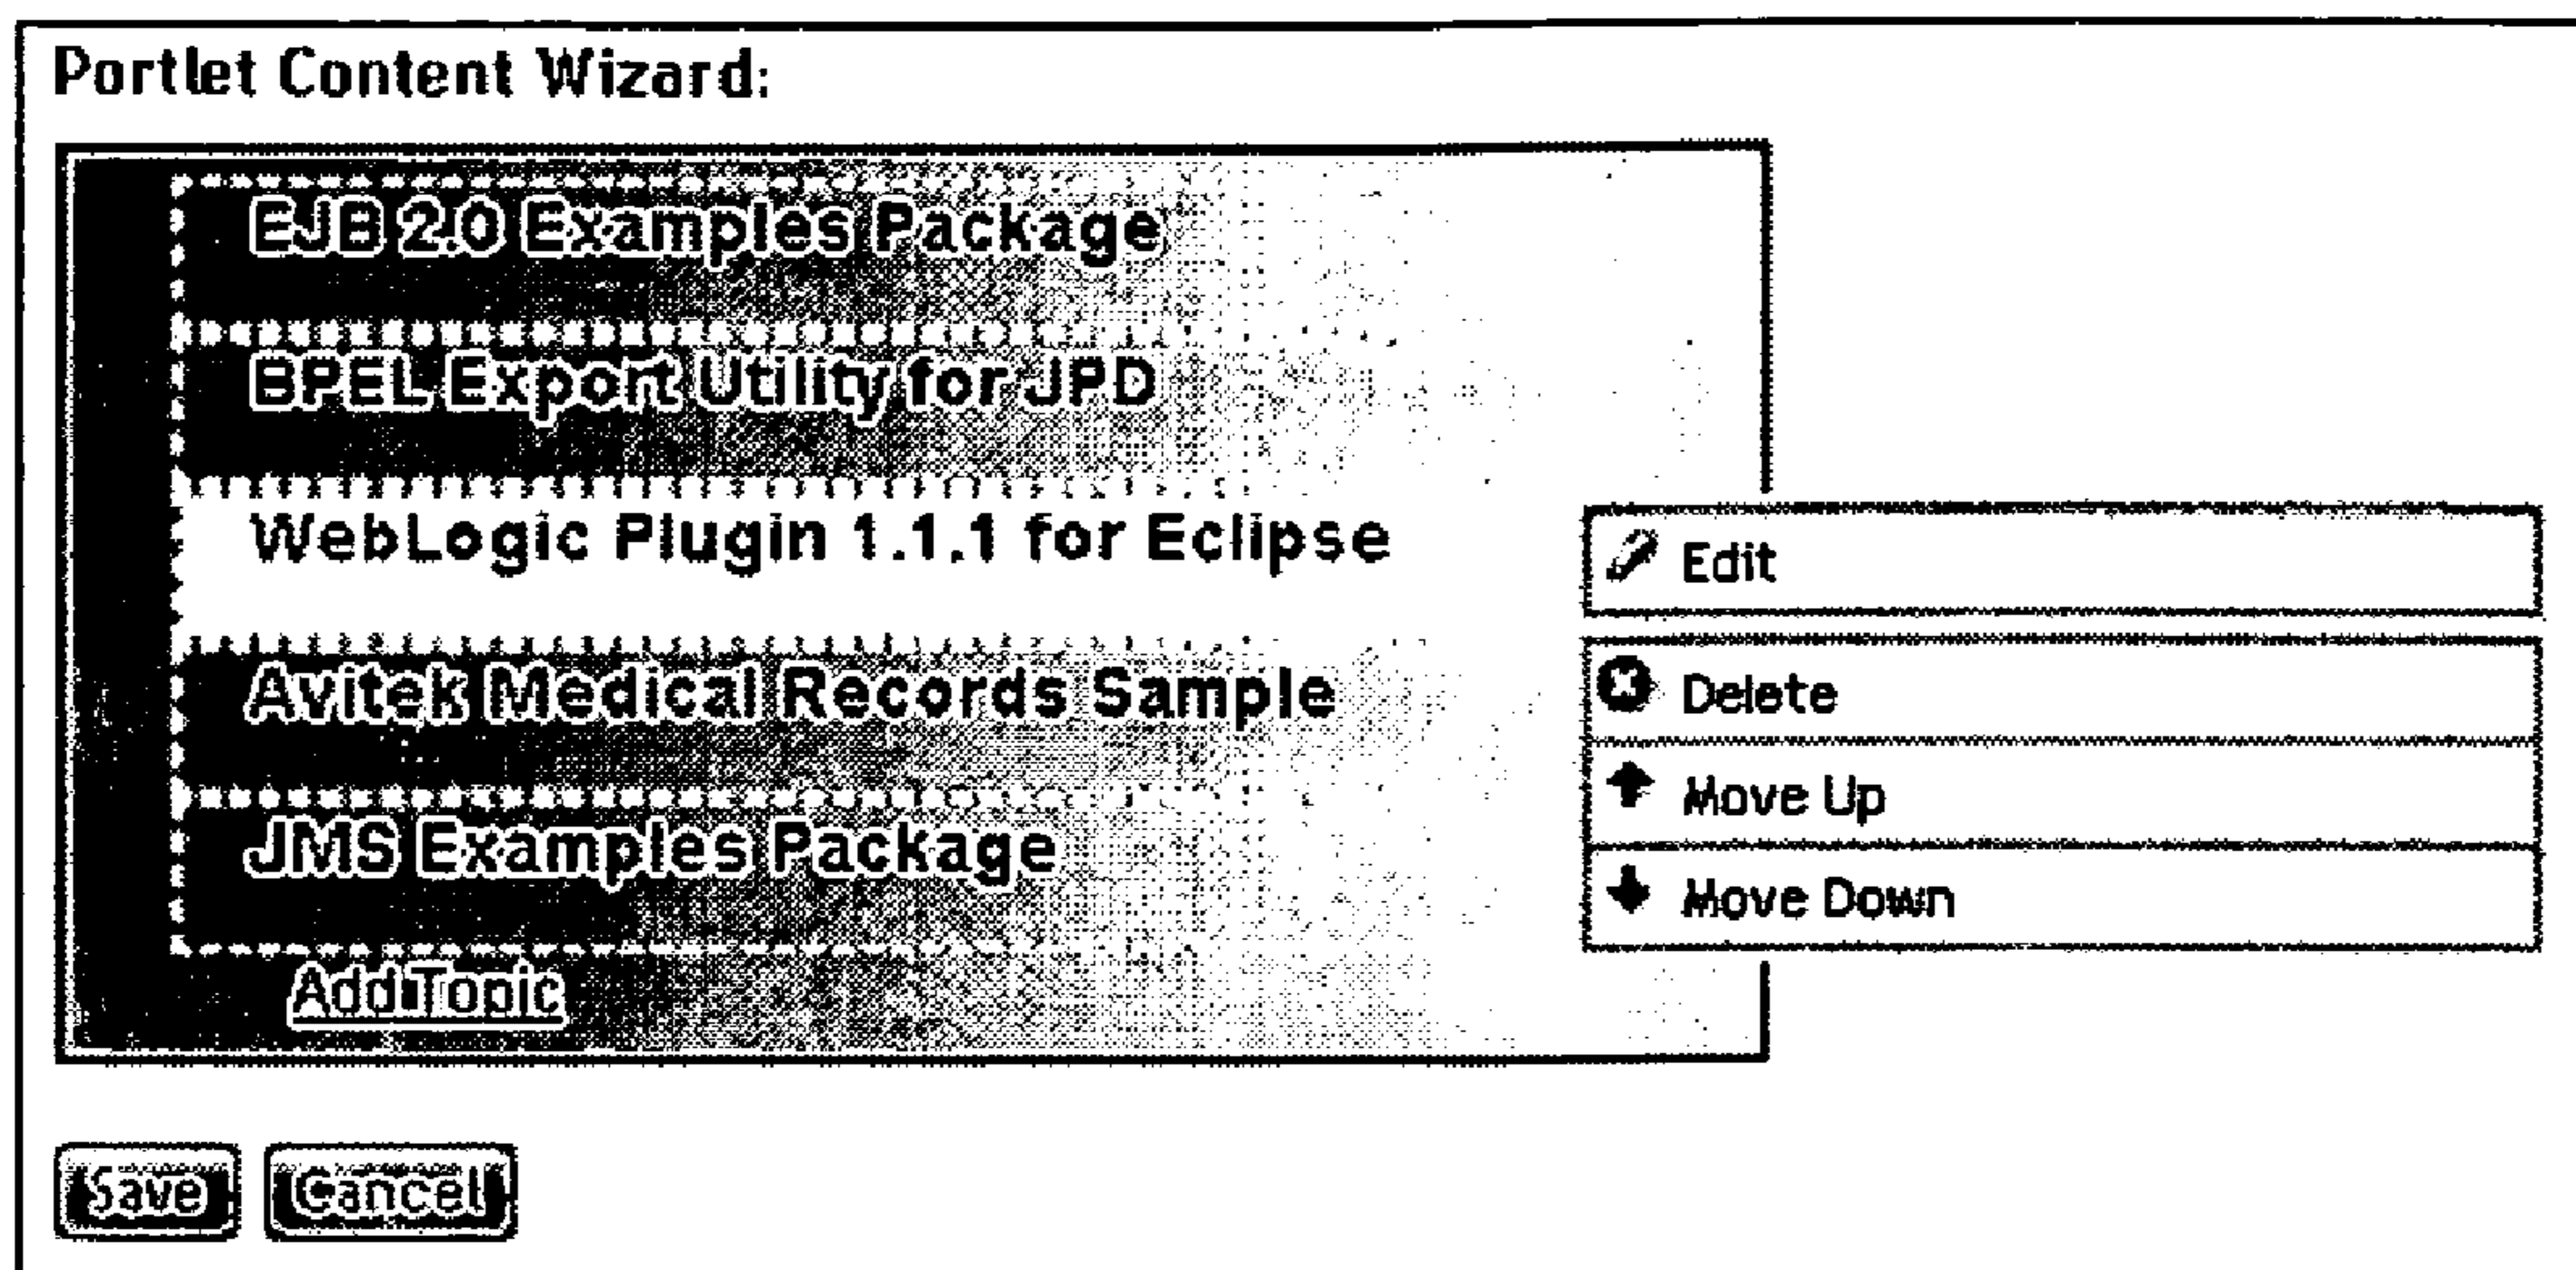 Portlet Content Wizard:
EJB 2.0 Examples Package
BPEL Export Utility for JPD
WebLogic Plugin 1.1.1 for Eclipse
Edit
Avitek Medical Records Sample
Delete
Move Up
JMS Examples Package
Move Down
Add Topic
Save Cancel